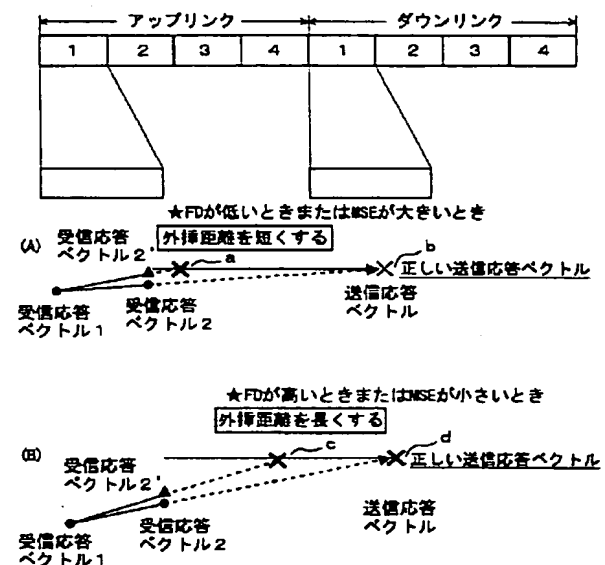 アップリンク ダウンリンク
1 2 3 4 1 2 3 4
★FDが低いときまたはMSEが大きいとき
(A) 受信応答 外挿距離を短くする
ベクトル2' a b
正しい送信応答ベクトル
受信応答 受信応答 送信応答
ベクトル1 ベクトル2 ベクトル
★FDが高いときまたはMSEが小さいとき
外挿距離を長くする
(B) 受信応答 c d
ベクトル2' 正しい送信応答ベクトル
受信応答 受信応答 送信応答
ベクトル1 ベクトル2 ベクトル